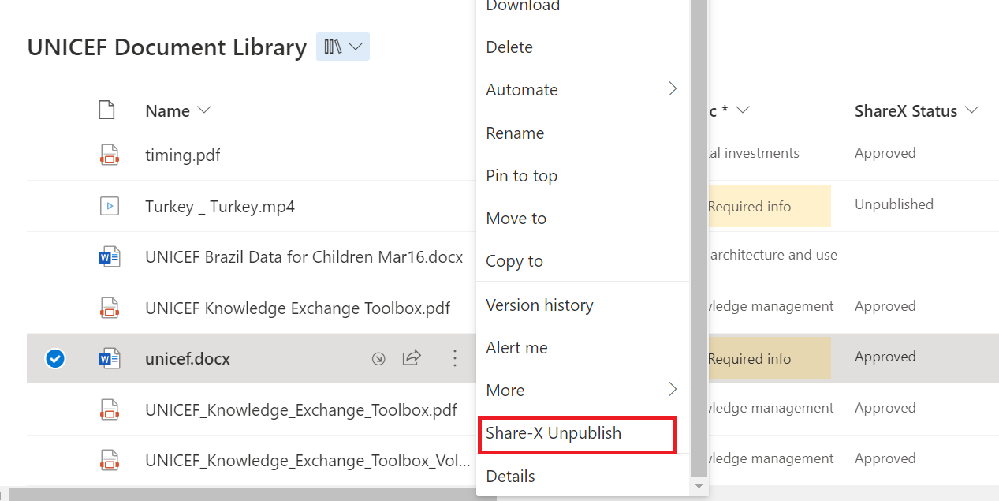 Download
UNICEF Document Library
Delete
Automate
Name
c *
ShareX Status
Rename
timing.pdf
tal investments
Approved
Pin to top
Turkey _ Turkey.mp4
Required info
Unpublished
Move to
UNICEF Brazil Data for Children Mar16.docx
Copy to
architecture and use
UNICEF Knowledge Exchange Toolbox.pdf
Version history
wledge management
Approved
unicef.docx
Alert me
Required info
Approved
More
UNICEF_Knowledge_Exchange_Toolbox.pdf
wledge management
Approved
Share-X Unpublish
UNICEF_Knowledge_Exchange_Toolbox_Vol...
wledge management
Approved
Details